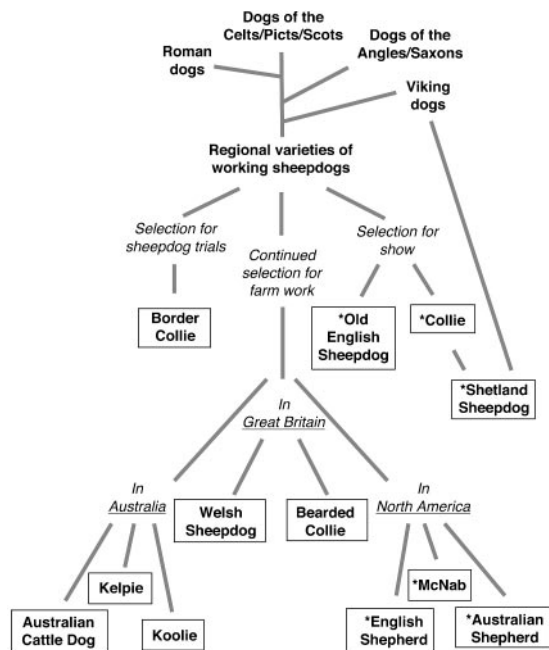 Dogs of the
Celts/Picts/Scots
Roman
dogs
Dogs of the
Angles/Saxons
Viking
dogs
Regional varieties of
working sheepdogs
Selection for
sheepdog trials
Continued
selection for
farm work
Selection for
show
Border
Collie
*Old
English
Sheepdog
*Collie
*Shetland
Sheepdog
In
Great Britain
In
Australia
Welsh
Sheepdog
Bearded
Collie
In
North America
Kelpie
Australian
Cattle Dog
Koolie
*McNab
*English
Shepherd
*Australian
Shepherd